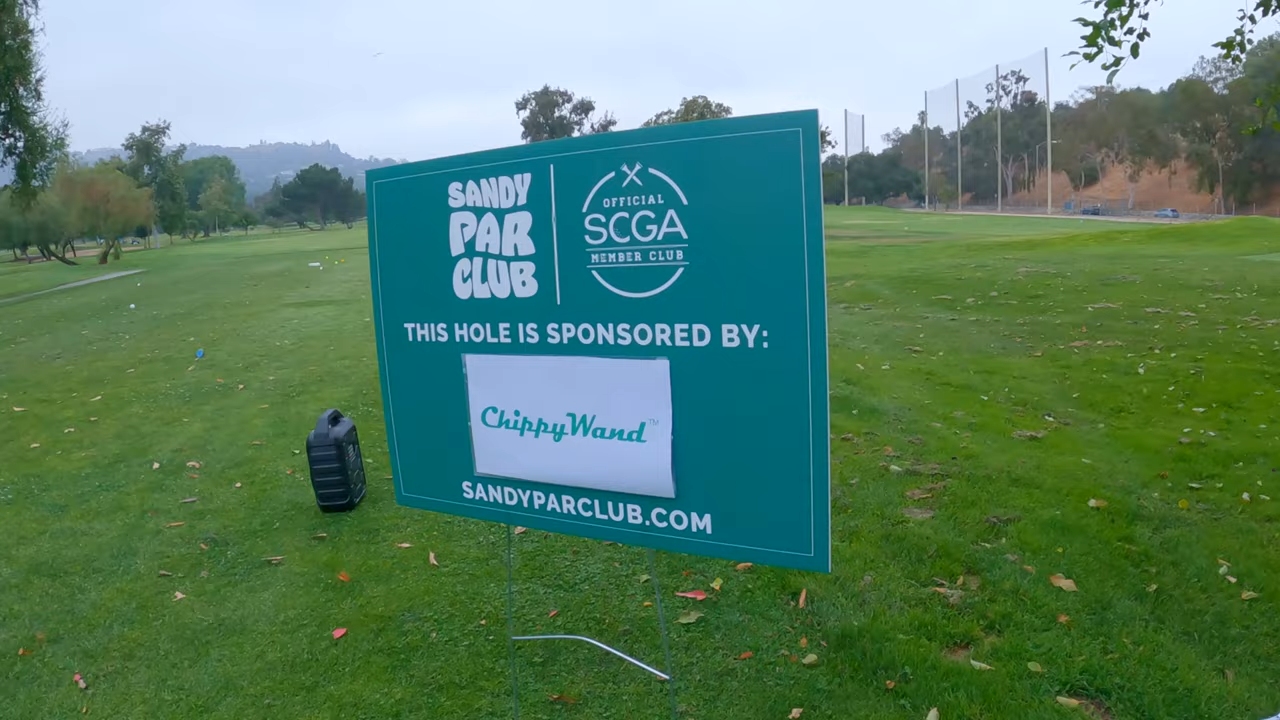 SANDY
PAR
CLUB
OFFICIAL
SCGA
MEMBER CLUB
THIS HOLE IS SPONSORED BY:
ChippyWand™
SANDYPARCLUB.COM